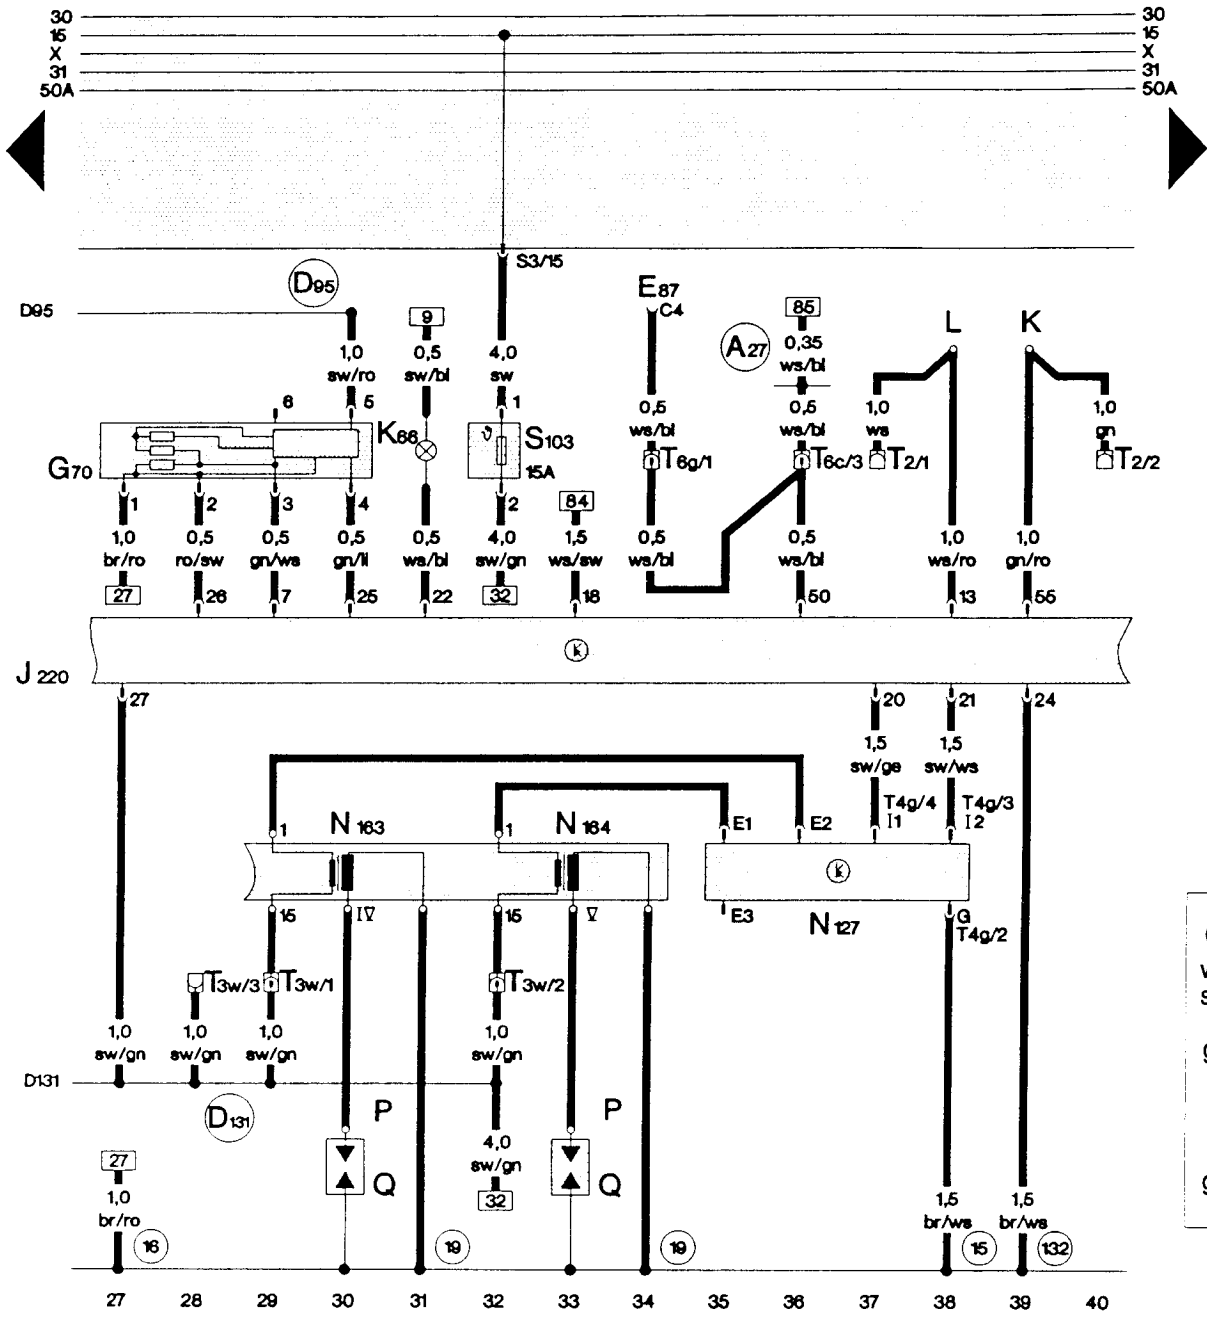 30 30
15 15
X X
31 31
50A 50A
S3/15
D95
E87
C4
85
D95
9
A27
L K
0,35
ws/bl
1,0 0,5 4,0
sw/ro sw/bl sw
6 5 1
0,5 0,5 1,0 1,0
ws/bl ws/bl ws gn
K66 S103
T6g/1 T6c/3 T2/1 T2/2
G70 15A
1 2 3 4 2 84
1,0 0,5 0,5 0,5 0,5 4,0 1,5 0,5 0,5 1,0 1,0
br/ro ro/sw gn/ws gn/li ws/bl sw/gn ws/sw ws/bl ws/bl ws/ro gn/ro
27 26 7 25 22 32 18 50 13 55
J220
27 20 21 24
1,5 1,5
sw/ge sw/ws
T4g/4 T4g/3
1 N163 1 N164 E1 E2 I1 I2
15 IV 15 V E3 N127 G
T4g/2
T3w/3 T3w/1 T3w/2
1,0 1,0 1,0 1,0
sw/gn sw/gn sw/gn sw/gn
D131
D131
P P
4,0
sw/gn
27 Q 32 Q
1,0 1,5 1,5
br/ro br/ws br/ws
16 19 19 15 132
27 28 29 30 31 32 33 34 35 36 37 38 39 40